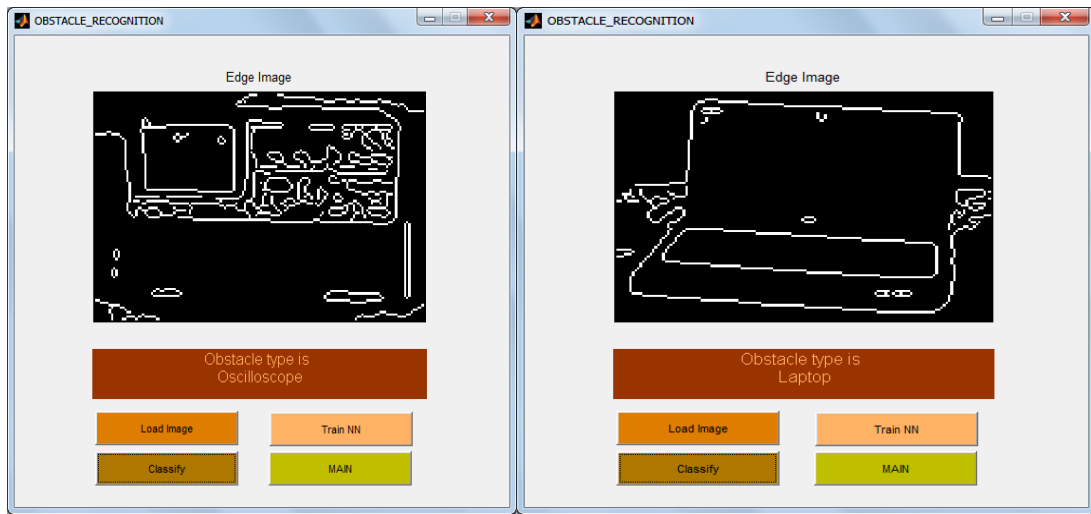 OBSTACLE_RECOGNITION
Edge Image
Obstacle type is
Oscilloscope
Load Image
Train NN
Classify
MAIN
OBSTACLE_RECOGNITION
Edge Image
Obstacle type is
Laptop
Load Image
Train NN
Classify
MAIN